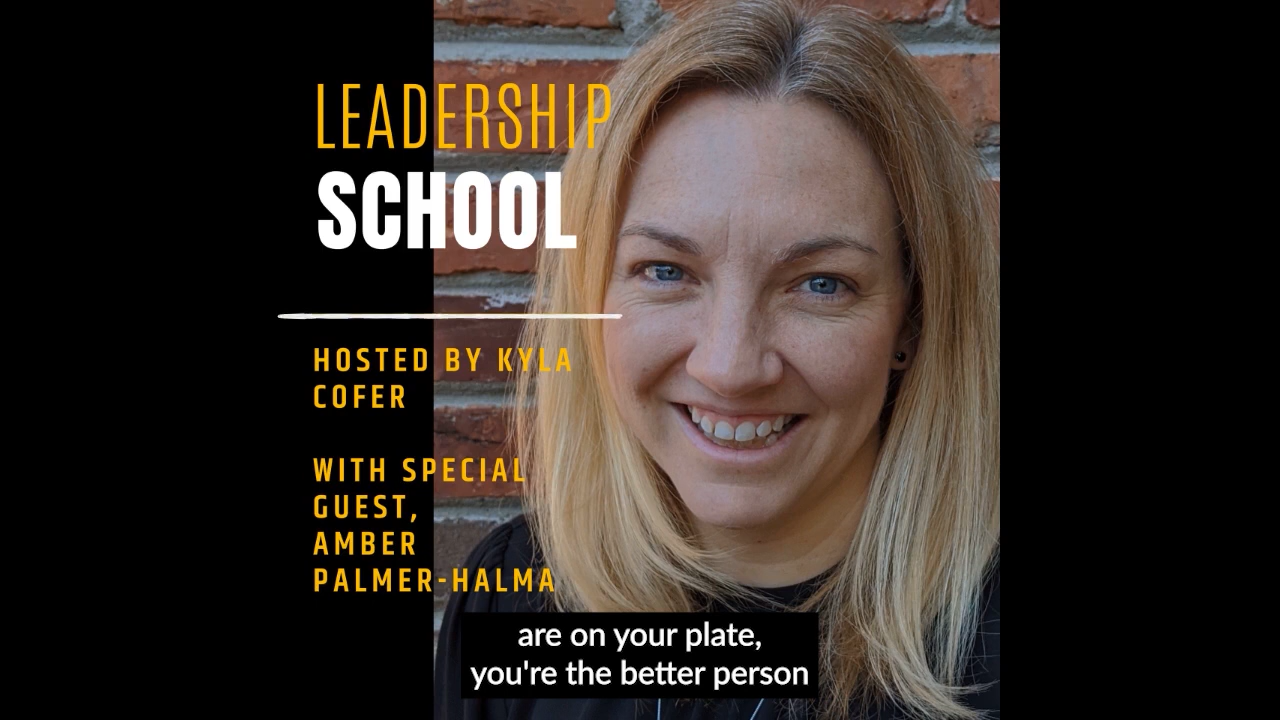 LEADERSHIP
SCHOOL
HOSTED BY KYLA
COFER
WITH SPECIAL
GUEST,
AMBER
PALMER-HALMA
are on your plate,
you're the better person